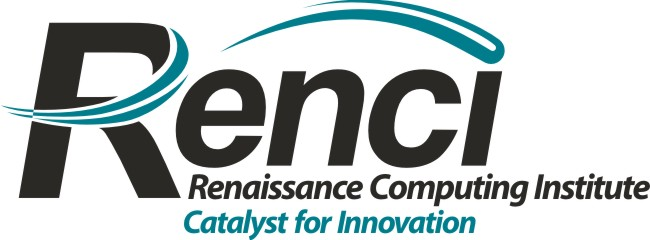 Renci
Renaissance Computing Institute
Catalyst for Innovation